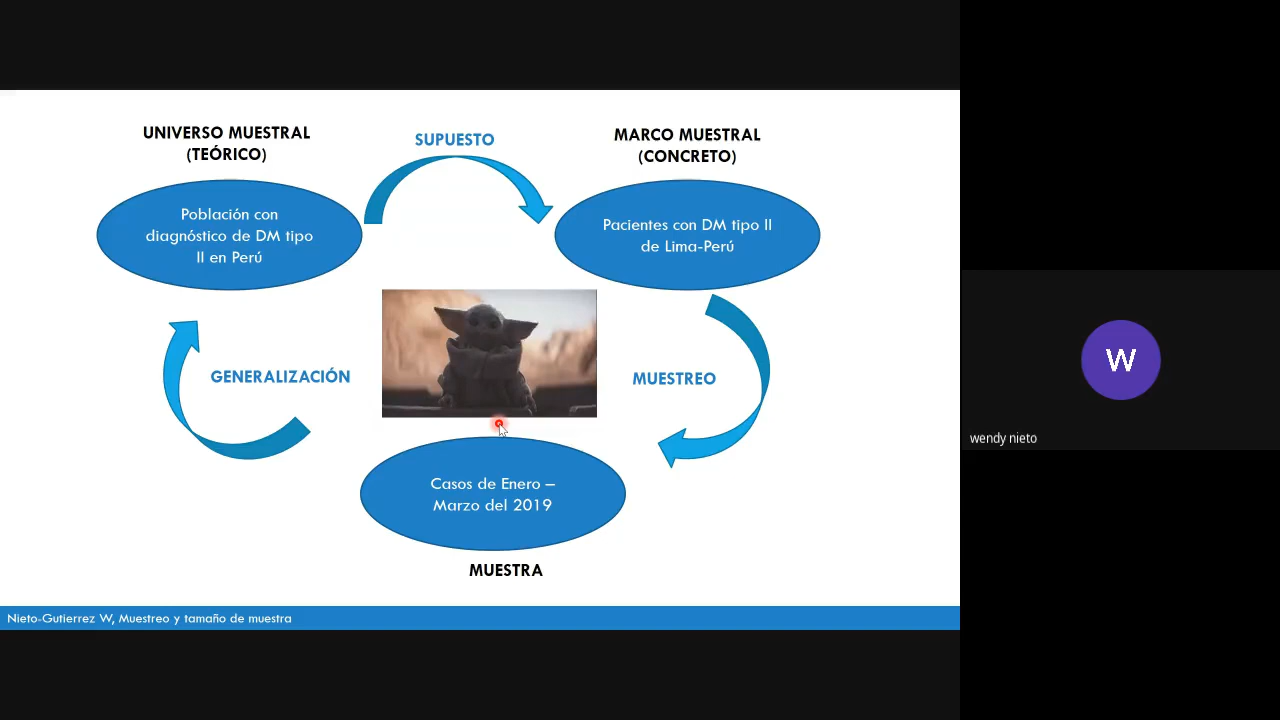 UNIVERSO MUESTRAL
(TEÓRICO)
SUPUESTO
MARCO MUESTRAL
(CONCRETO)
Población con
diagnóstico de DM tipo
II en Perú
Pacientes con DM tipo II
de Lima-Perú
GENERALIZACIÓN
MUESTREO
Casos de Enero –
Marzo del 2019
MUESTRA
Nieto-Gutierrez W, Muestreo y tamaño de muestra
W
wendy nieto